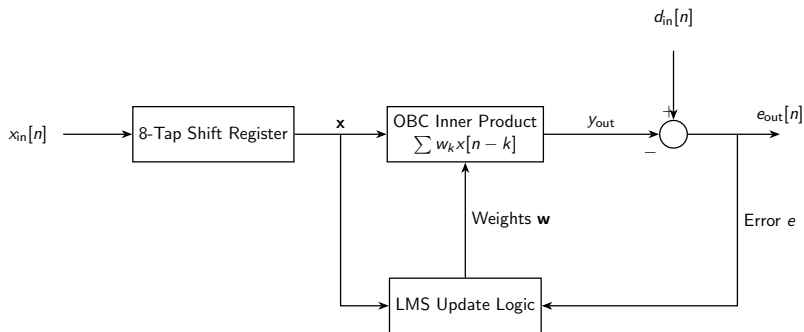 d_in[n]
x_in[n]
8-Tap Shift Register
x
OBC Inner Product
∑ w_k x[n − k]
y_out
+
−
e_out[n]
Weights w
Error e
LMS Update Logic